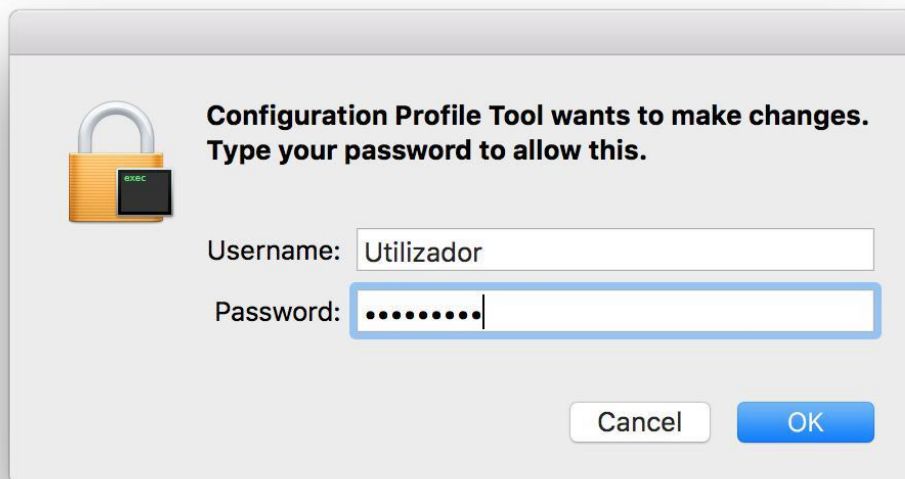 Configuration Profile Tool wants to make changes.
Type your password to allow this.
exec
Username: Utilizador
Password: •••••••••
Cancel OK